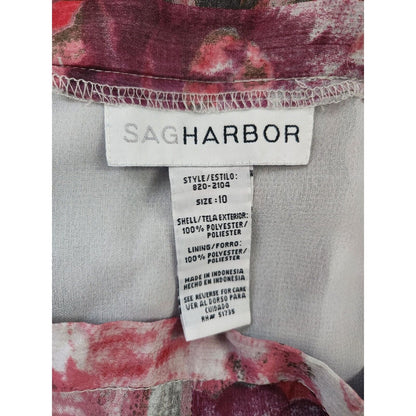 SAGHARBOR
STYLE/ESTILO:
820-2104
SIZE:10
SHELL/TELA EXTERIOR:
100% POLYESTER/
POLIESTER
LINING/FORRO:
100% POLYESTER/
POLIESTER
MADE IN INDONESIA
HECHO EN INDONESIA
SEE REVERSE FOR CARE
VER AL DORSO PARA
CUIDADO
RN# 51735